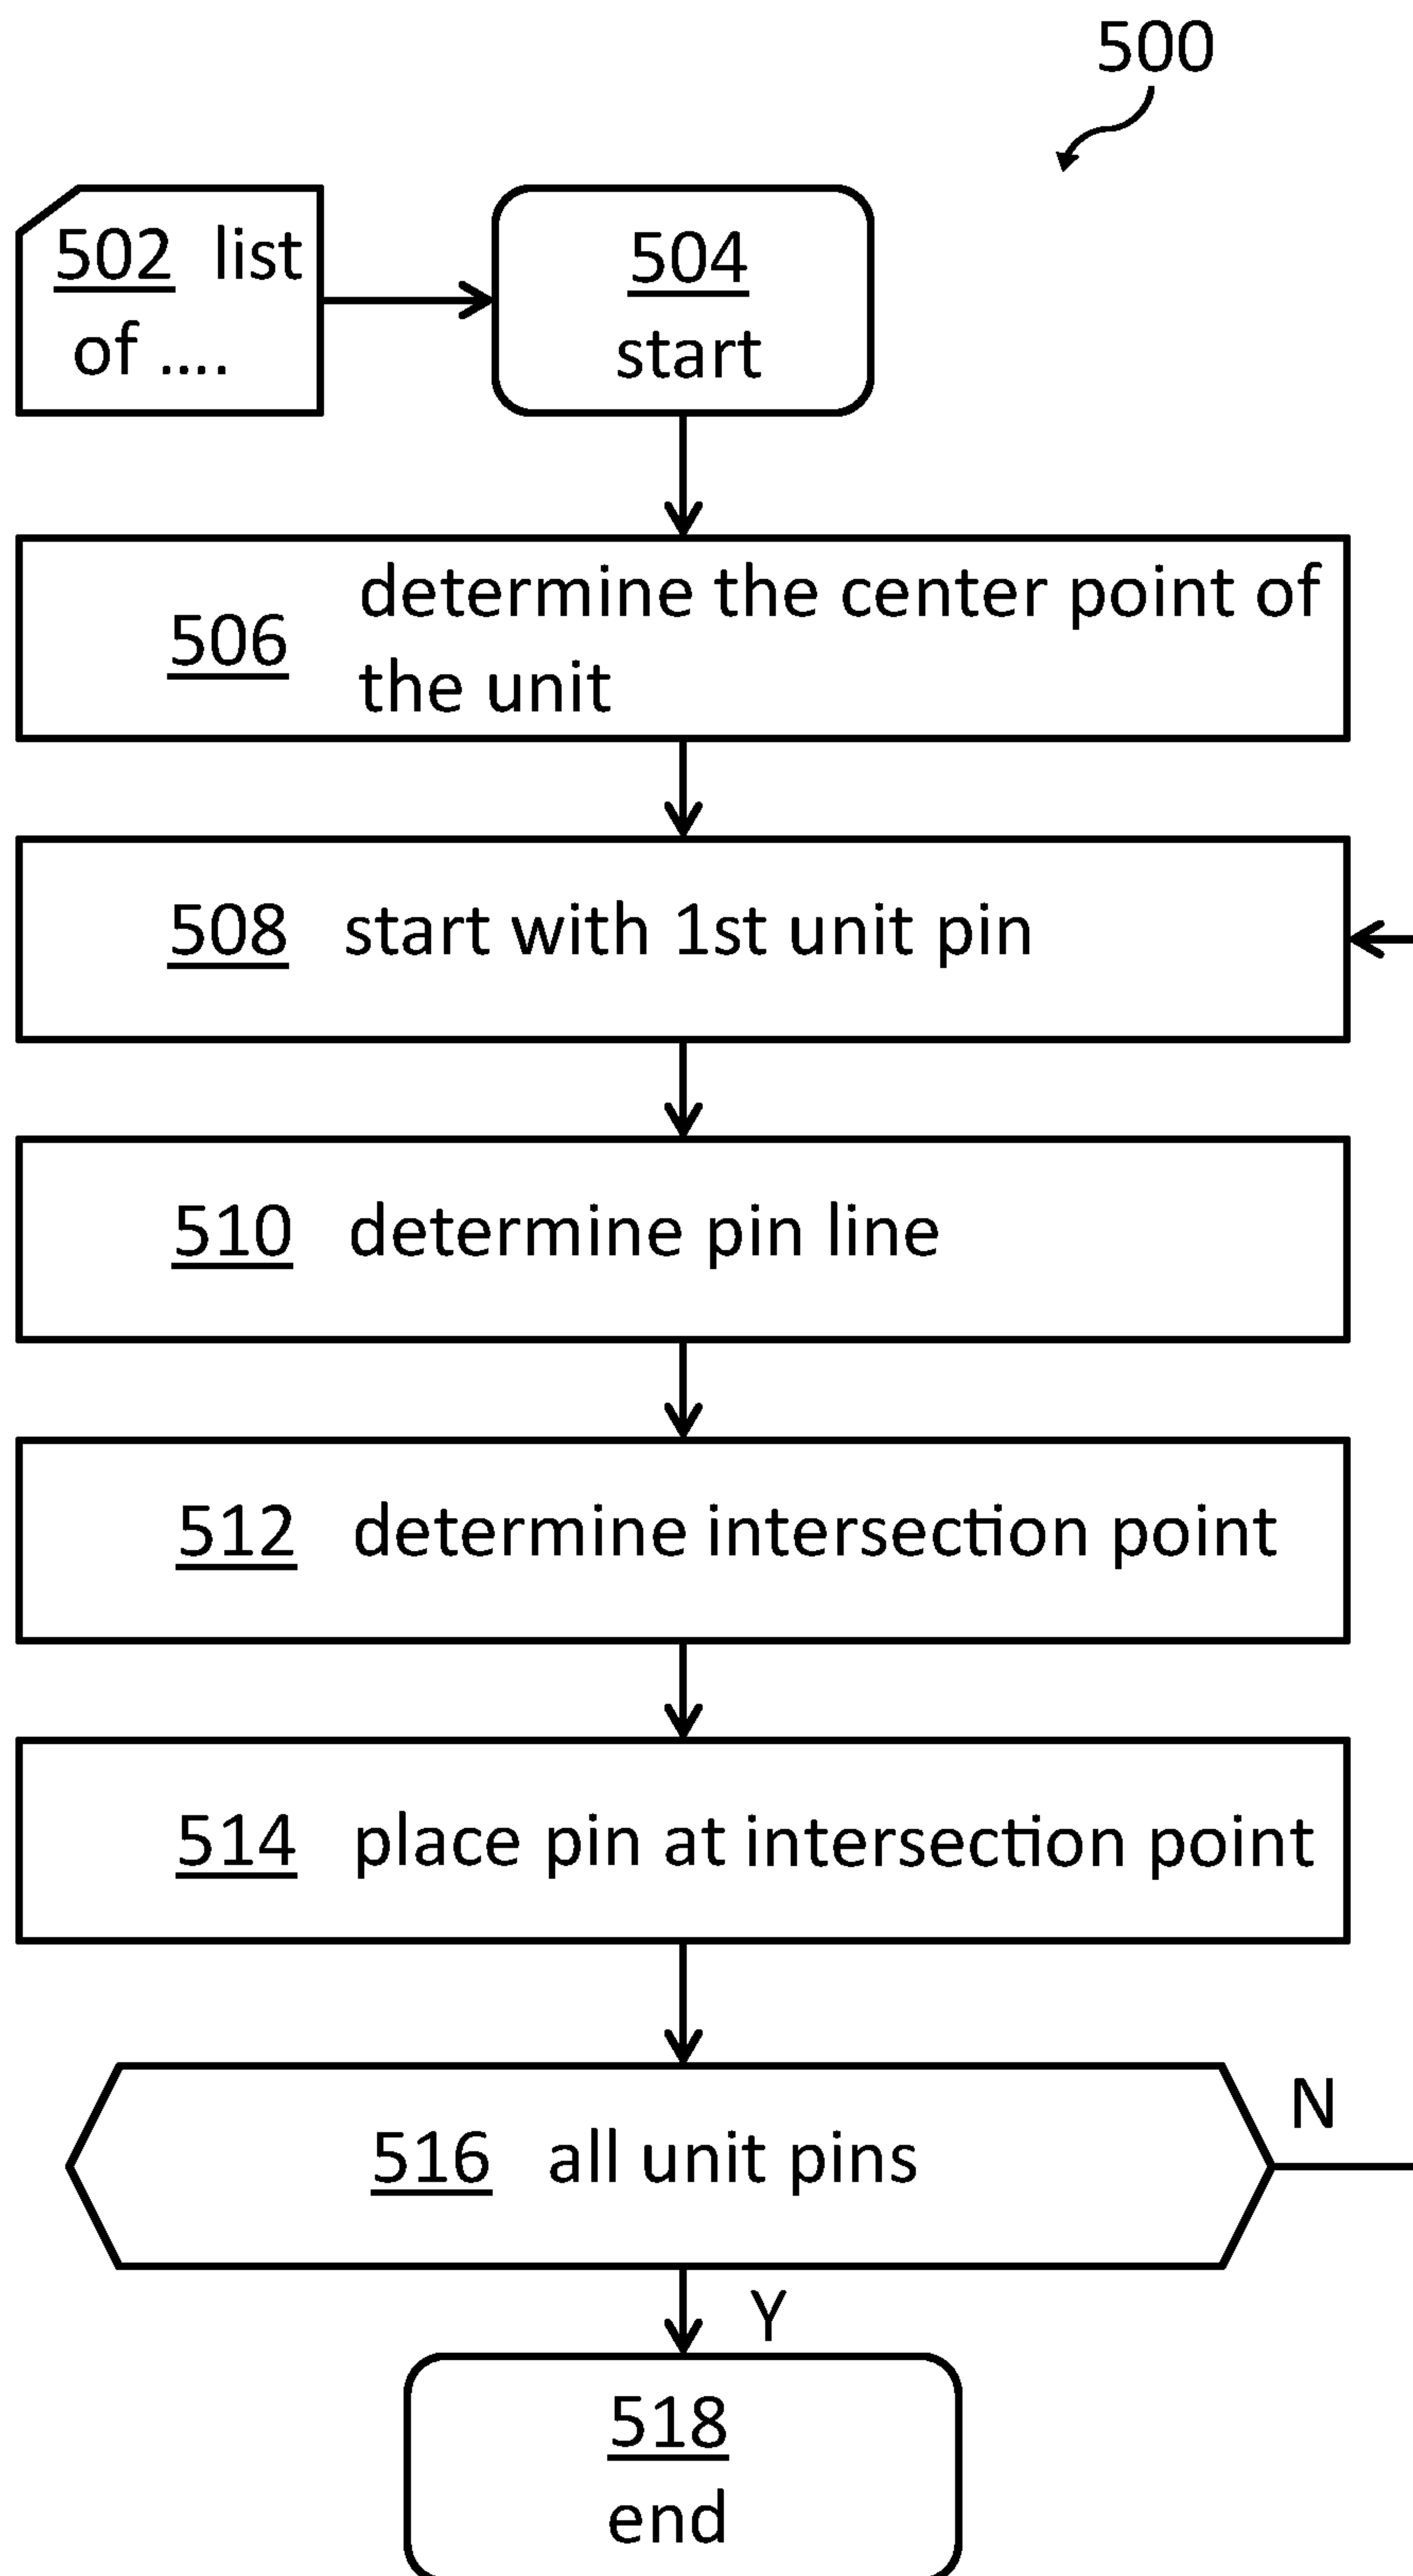 500
502 list
of ....
504
start
506 determine the center point of
the unit
508 start with 1st unit pin
510 determine pin line
512 determine intersection point
514 place pin at intersection point
516 all unit pins
N
Y
518
end